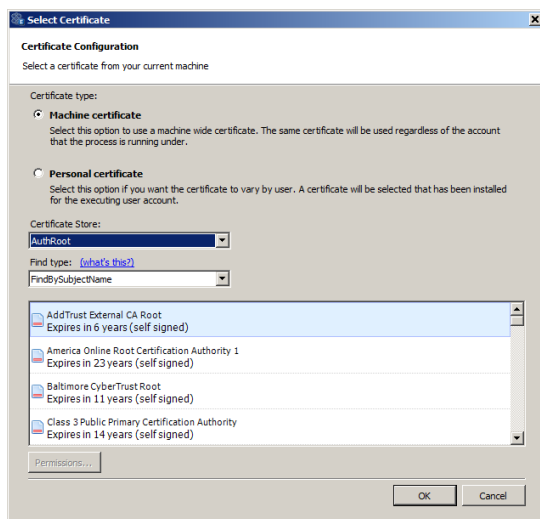 Select Certificate
Certificate Configuration
Select a certificate from your current machine
Certificate type:
Machine certificate
Select this option to use a machine wide certificate. The same certificate will be used regardless of the account
that the process is running under.
Personal certificate
Select this option if you want the certificate to vary by user. A certificate will be selected that has been installed
for the executing user account.
Certificate Store:
AuthRoot
Find type: (what's this?)
FindBySubjectName
AddTrust External CA Root
Expires in 6 years (self signed)
America Online Root Certification Authority 1
Expires in 23 years (self signed)
Baltimore CyberTrust Root
Expires in 11 years (self signed)
Class 3 Public Primary Certification Authority
Expires in 14 years (self signed)
Permissions...
OK Cancel